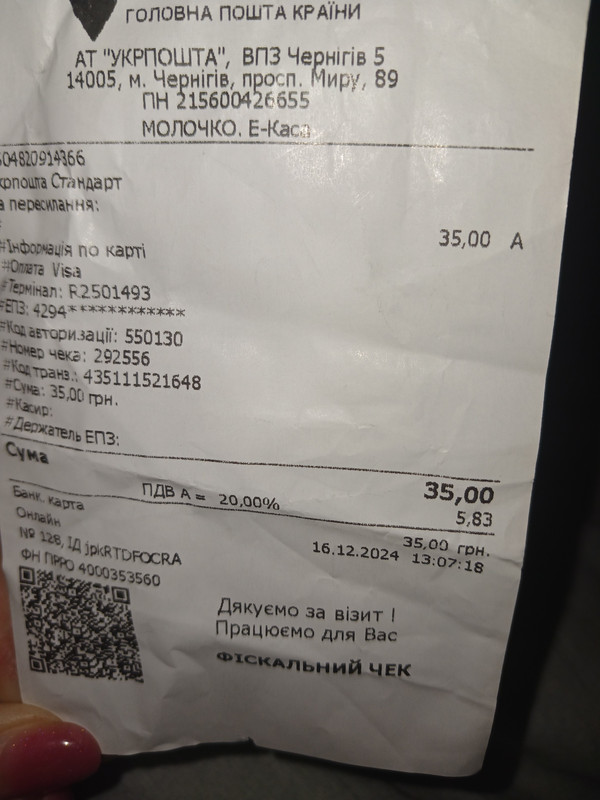 ГОЛОВНА ПОШТА КРАЇНИ
АТ "УКРПОШТА", ВПЗ Чернігів 5
14005, м. Чернігів, просп. Миру, 89
ПН 215600426655
МОЛОЧКО. Е-Каса
504820914366
крпошта Стандарт
а пересилання:
35,00 А
#Інформація по карті
#Оплата Visa
#Термінал: R2501493
#ЕПЗ: 4294************
#Код авторизації: 550130
#Номер чека: 292556
#Код транз.: 435111521648
#Сума: 35,00 грн.
#Касир:
#Держатель ЕПЗ:
Сума 35,00
ПДВ А = 20,00% 5,83
Банк. карта 35,00 грн.
Онлайн 16.12.2024 13:07:18
№ 128, ІД jpkRTDFOCRA
ФН ПРРО 4000353560
Дякуємо за візит !
Працюємо для Вас
ФІСКАЛЬНИЙ ЧЕК